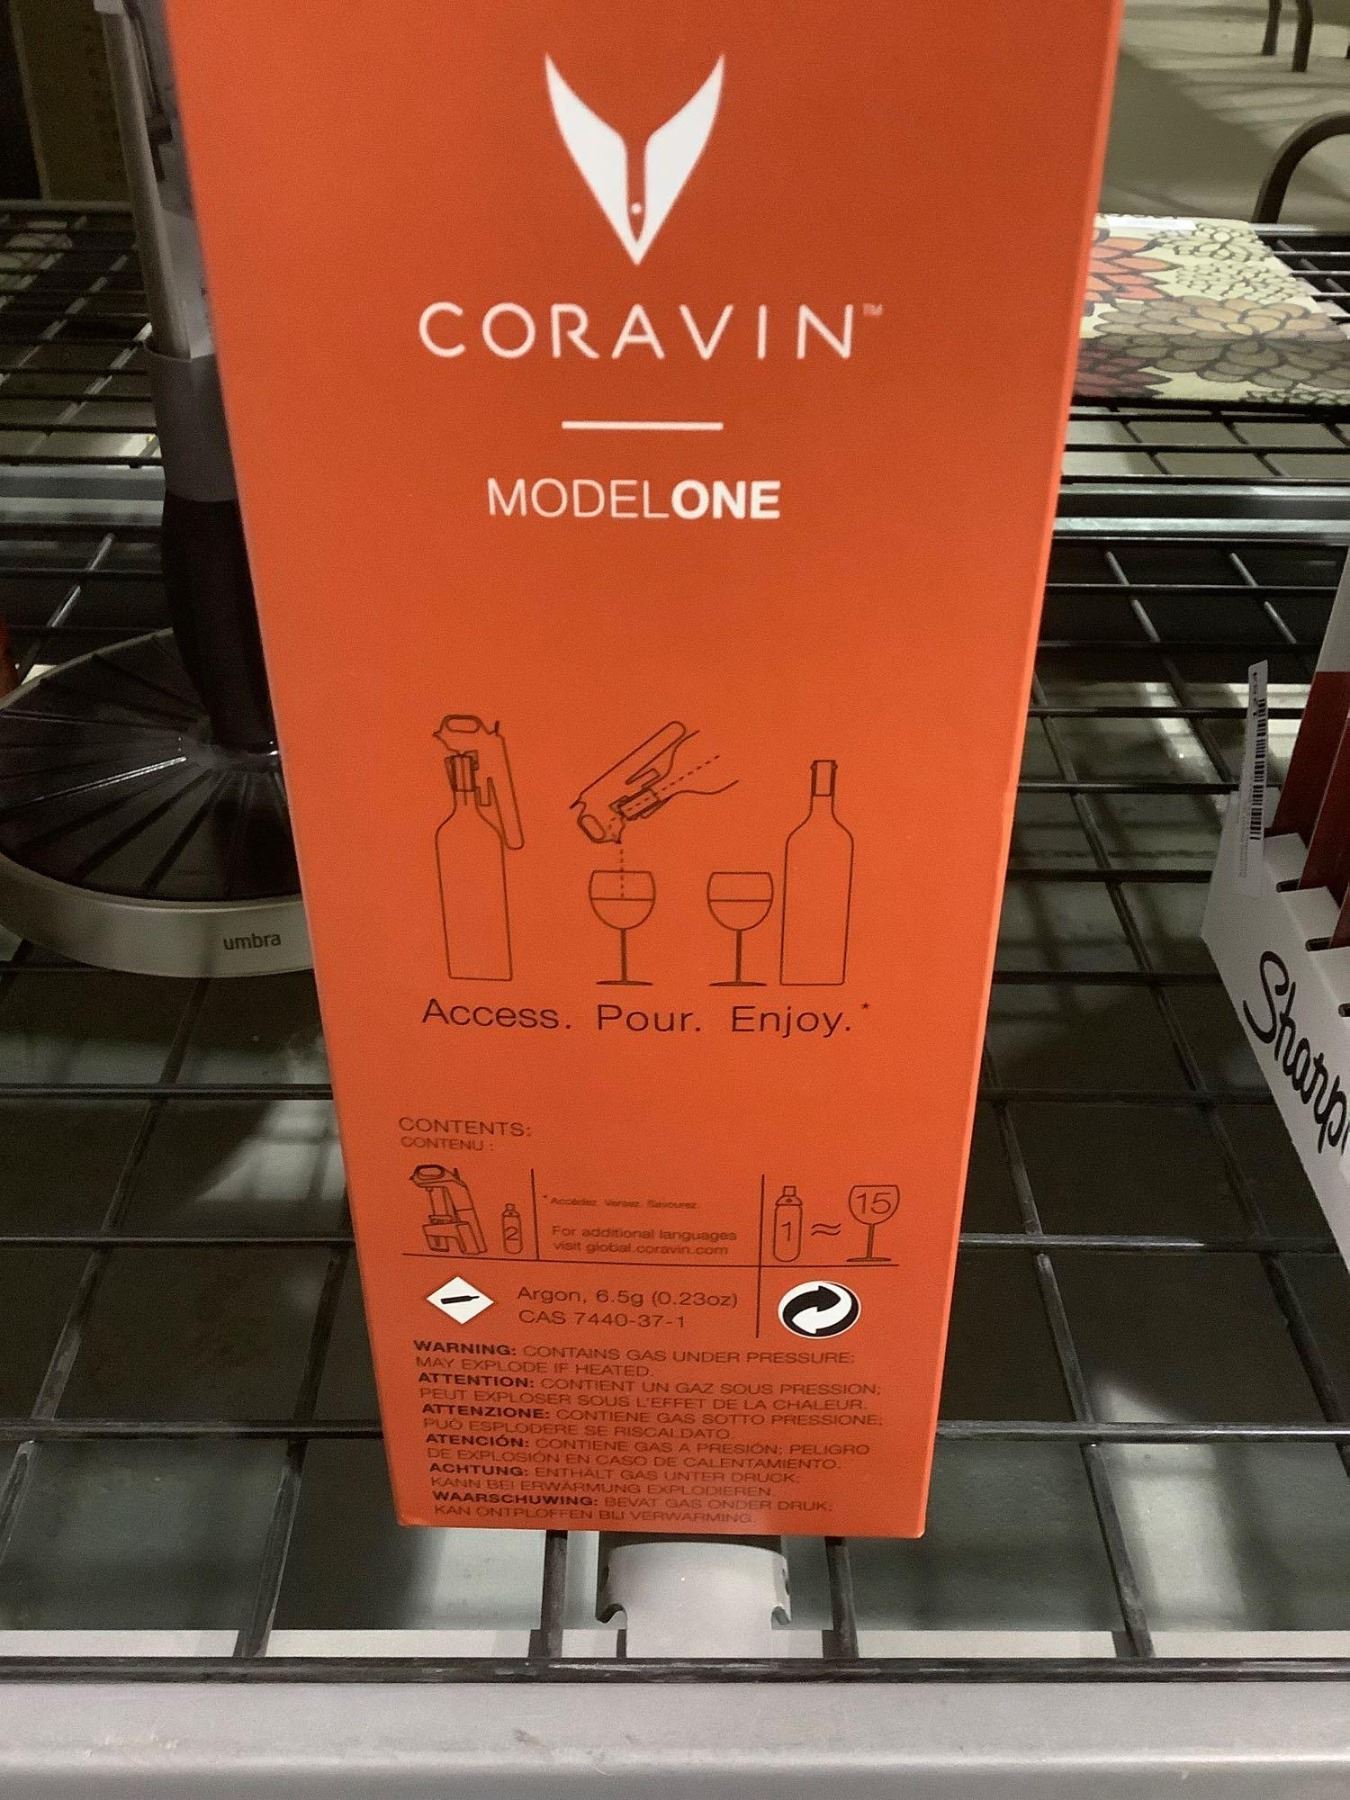 CORAVIN™
MODELONE
Access. Pour. Enjoy.*
CONTENTS:
CONTENU :
2
*Accédez. Versez. Savourez.
For additional languages
visit global.coravin.com
1 ≈ 15
Argon, 6.5g (0.23oz)
CAS 7440-37-1
WARNING: CONTAINS GAS UNDER PRESSURE;
MAY EXPLODE IF HEATED.
ATTENTION: CONTIENT UN GAZ SOUS PRESSION;
PEUT EXPLOSER SOUS L'EFFET DE LA CHALEUR.
ATTENZIONE: CONTIENE GAS SOTTO PRESSIONE;
PUÒ ESPLODERE SE RISCALDATO.
ATENCIÓN: CONTIENE GAS A PRESIÓN; PELIGRO
DE EXPLOSIÓN EN CASO DE CALENTAMIENTO.
ACHTUNG: ENTHÄLT GAS UNTER DRUCK;
KANN BEI ERWÄRMUNG EXPLODIEREN.
WAARSCHUWING: BEVAT GAS ONDER DRUK;
KAN ONTPLOFFEN BIJ VERWARMING.
umbra
Sharpi